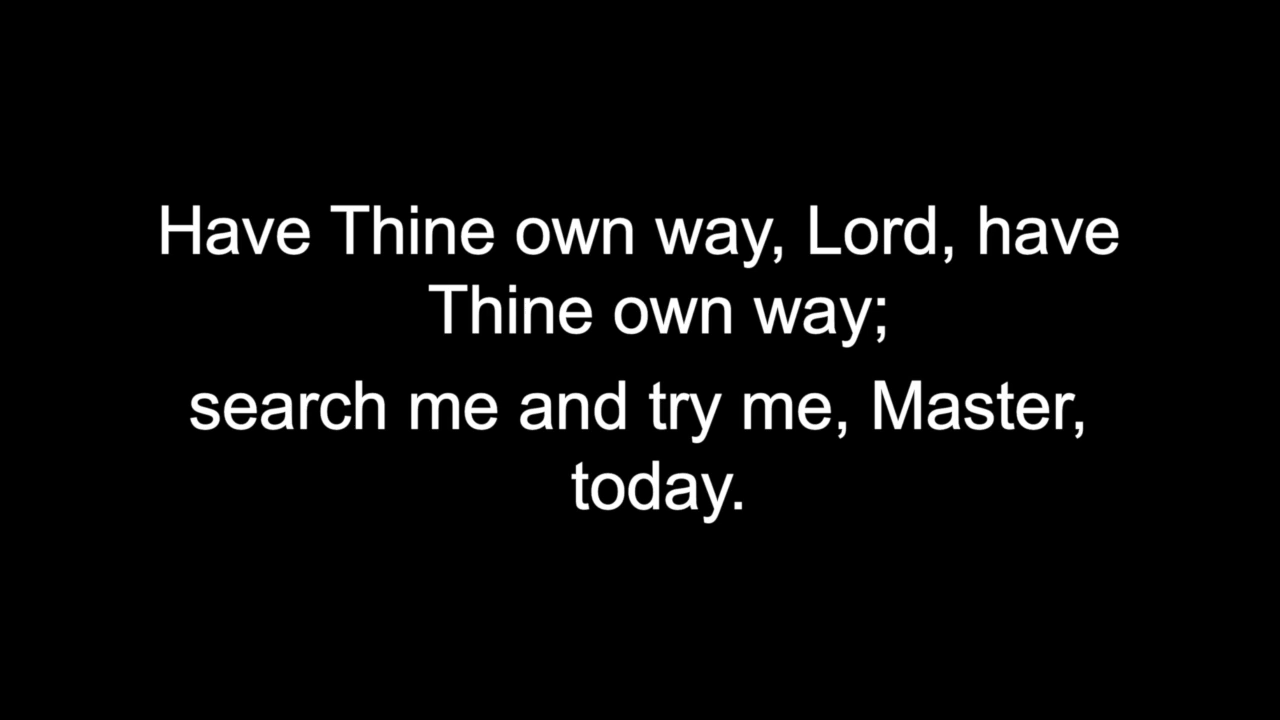 Have Thine own way, Lord, have
Thine own way;
search me and try me, Master,
today.